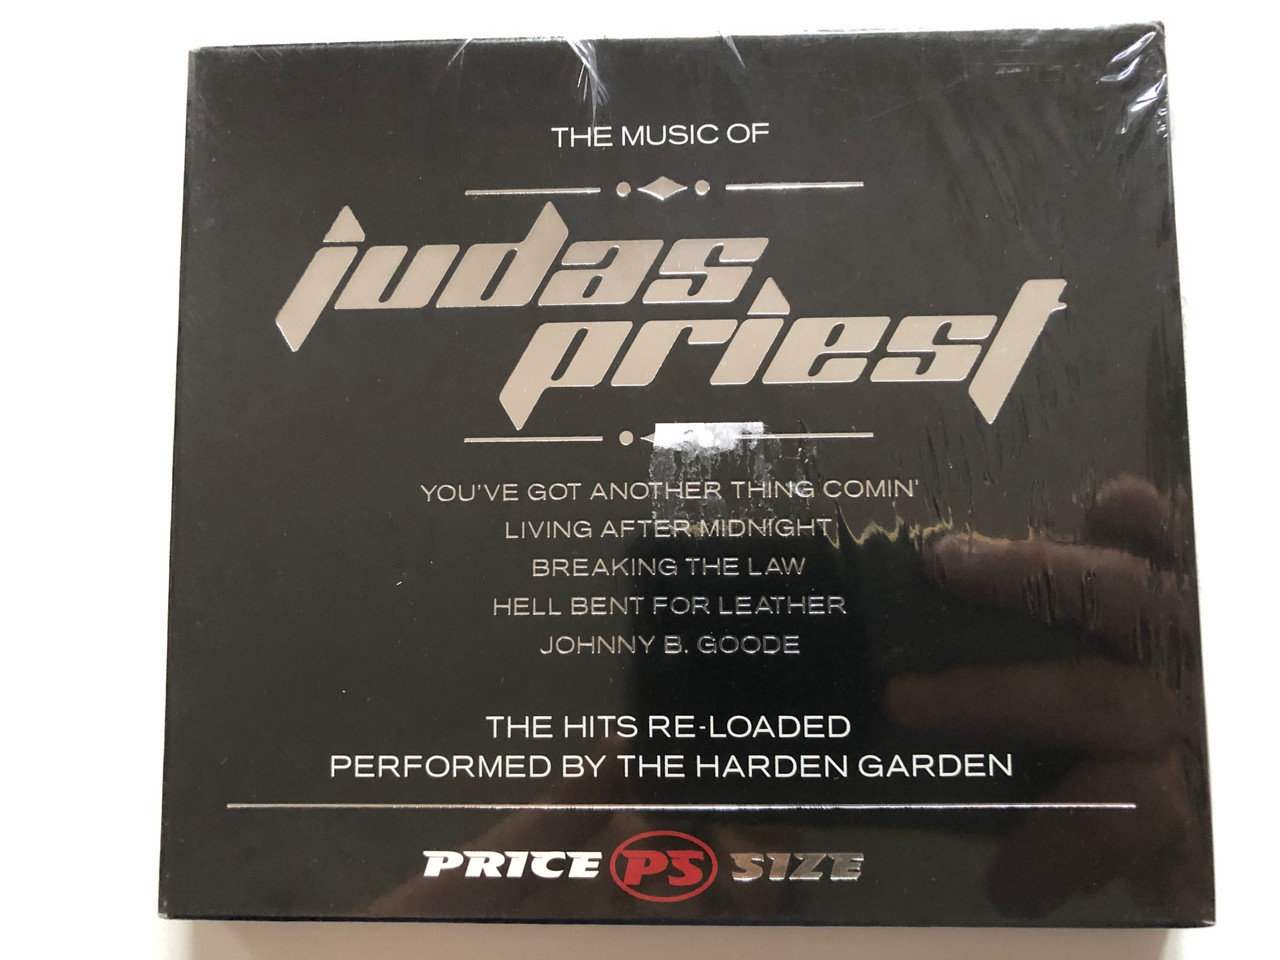 THE MUSIC OF
judas
priest
YOU'VE GOT ANOTHER THING COMIN'
LIVING AFTER MIDNIGHT
BREAKING THE LAW
HELL BENT FOR LEATHER
JOHNNY B. GOODE
THE HITS RE-LOADED
PERFORMED BY THE HARDEN GARDEN
PRICE PS SIZE